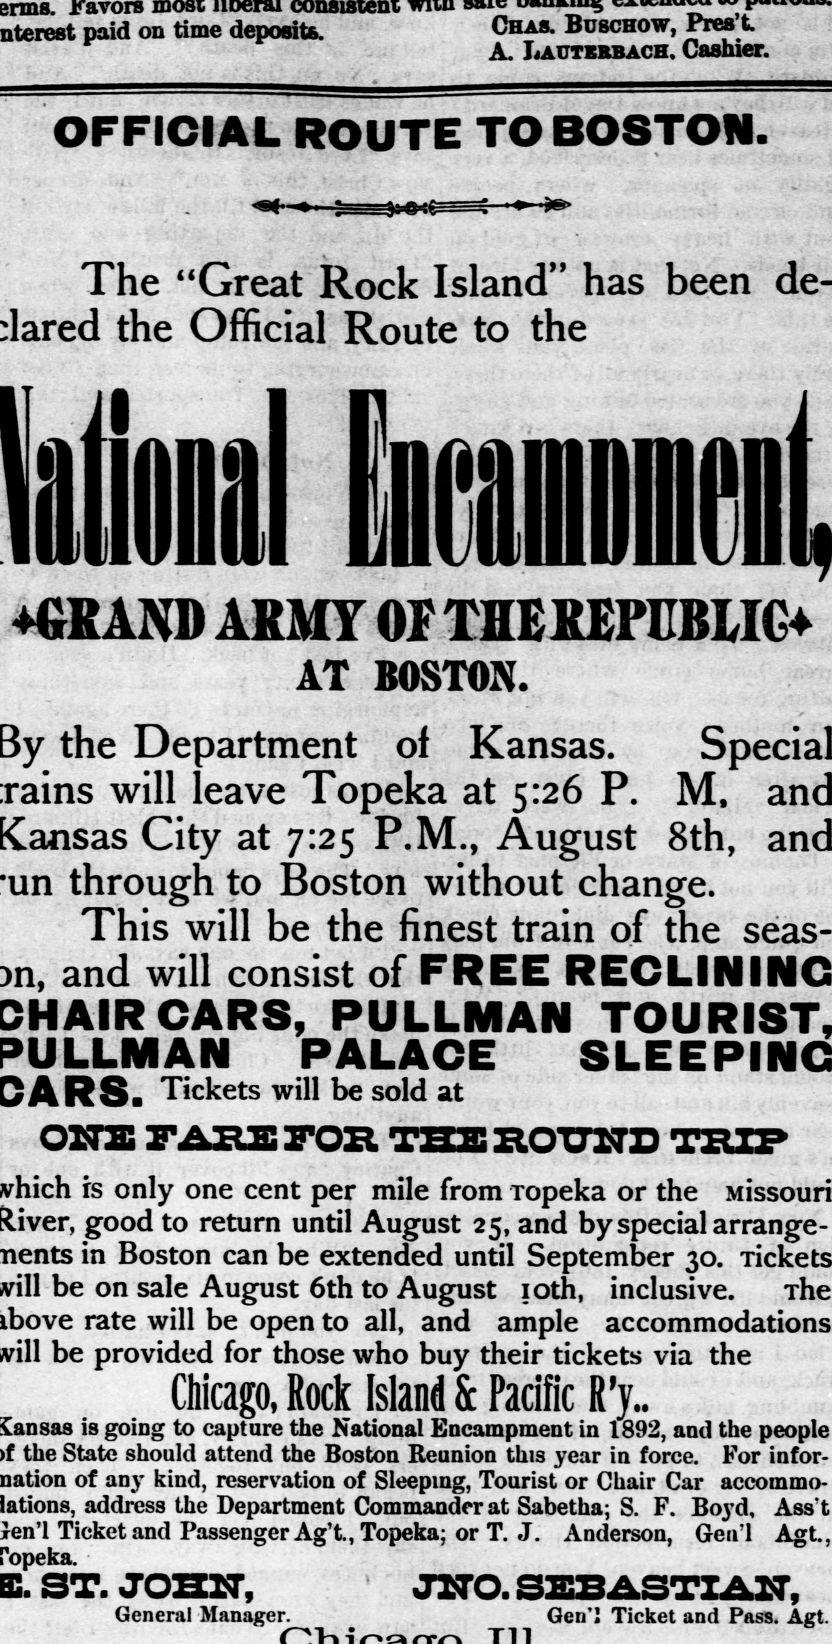 erms. Favors most liberal consistent with safe banking extended to patrons.
nterest paid on time deposits. CHAS. BUSCHOW, Pres't.
A. LAUTERBACH, Cashier.
OFFICIAL ROUTE TO BOSTON.
The “Great Rock Island” has been de-
clared the Official Route to the
National Encampment,
GRAND ARMY OF THE REPUBLIC
AT BOSTON.
By the Department of Kansas. Special
trains will leave Topeka at 5:26 P. M, and
Kansas City at 7:25 P M., August 8th, and
run through to Boston without change.
This will be the finest train of the seas-
on, and will consist of FREE RECLINING
CHAIR CARS, PULLMAN TOURIST,
PULLMAN PALACE SLEEPING
CARS. Tickets will be sold at
ONE FARE FOR THE ROUND TRIP
which is only one cent per mile from Topeka or the Missouri
River, good to return until August 25, and by special arrange-
ments in Boston can be extended until September 30. Tickets
will be on sale August 6th to August 10th, inclusive. The
above rate will be open to all, and ample accommodations
will be provided for those who buy their tickets via the
Chicago, Rock Island & Pacific R'y..
Kansas is going to capture the National Encampment in 1892, and the people
of the State should attend the Boston Reunion this year in force. For infor-
mation of any kind, reservation of Sleeping, Tourist or Chair Car accommo-
dations, address the Department Commander at Sabetha; S. F. Boyd, Ass't
Gen'l Ticket and Passenger Ag't., Topeka; or T. J. Anderson, Gen'l Agt.,
Topeka.
E. ST. JOHN, JNO. SEBASTIAN,
General Manager. Gen'l Ticket and Pass. Agt.
Chicago, Ill